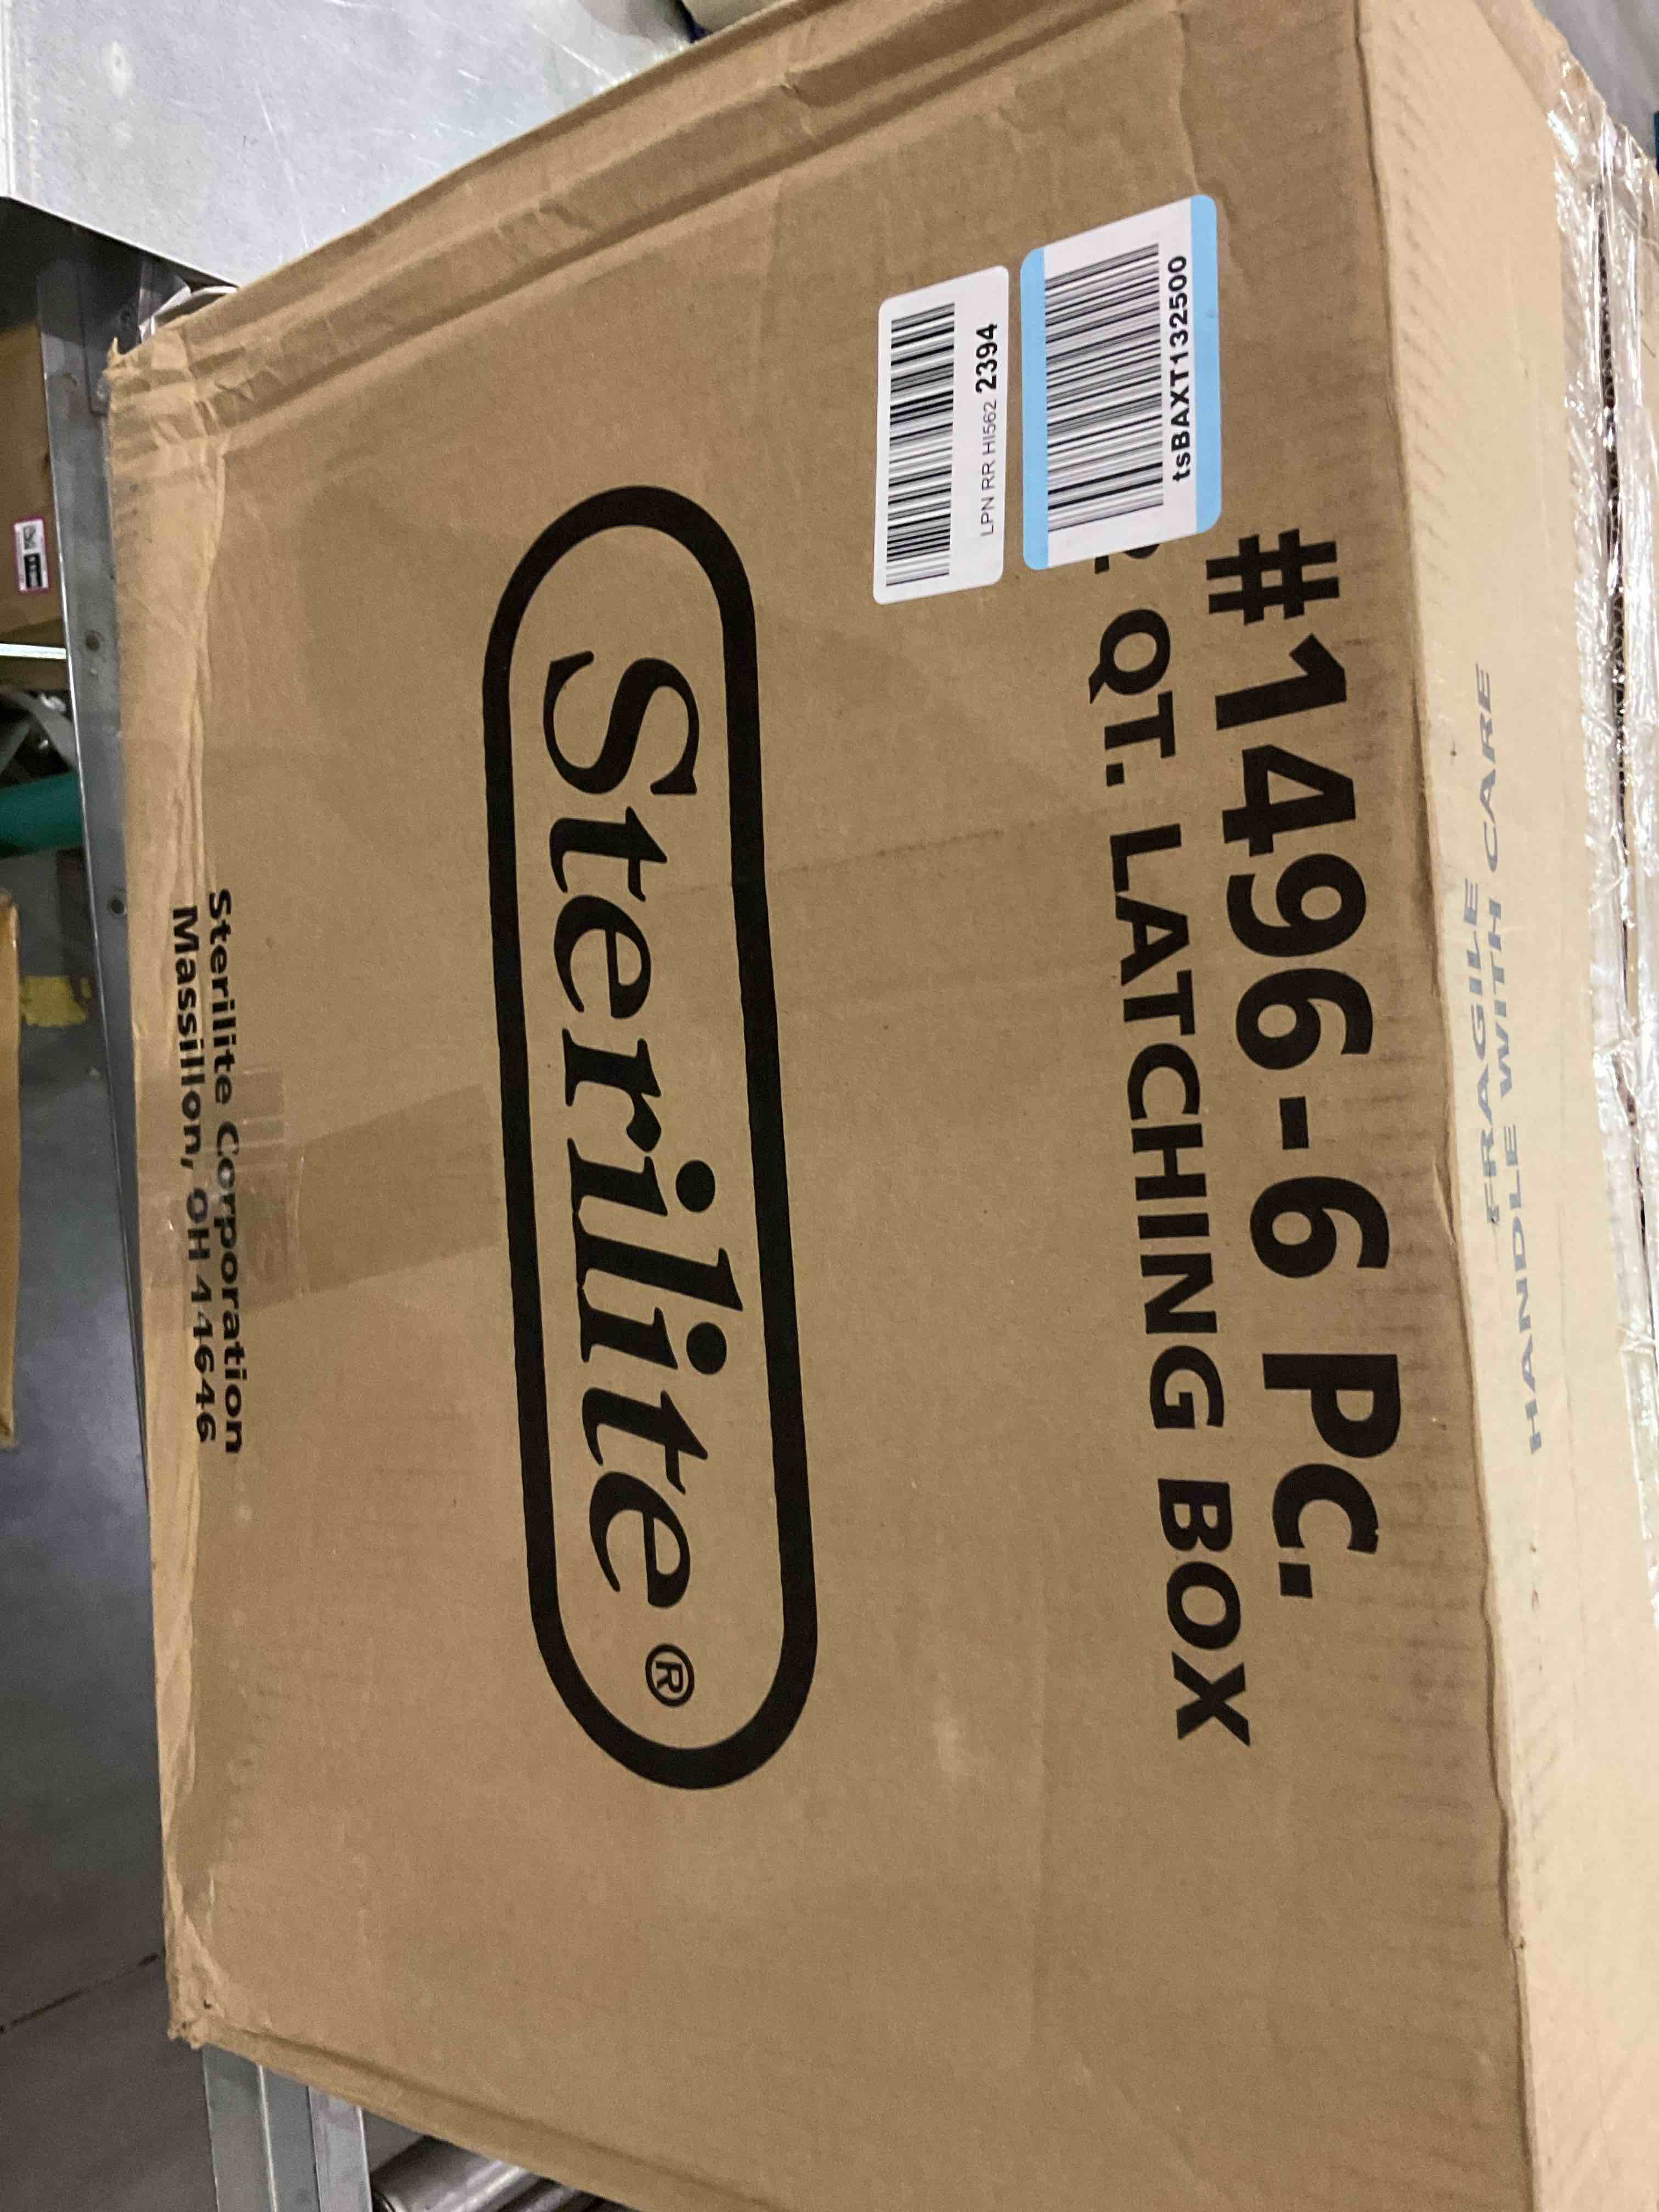 FRAGILE
HANDLE WITH CARE
#1496-6 PC.
QT. LATCHING BOX
tsBAXT132500
LPN RR HI562 2394
Sterilite®
Sterilite Corporation
Massillon, OH 44646